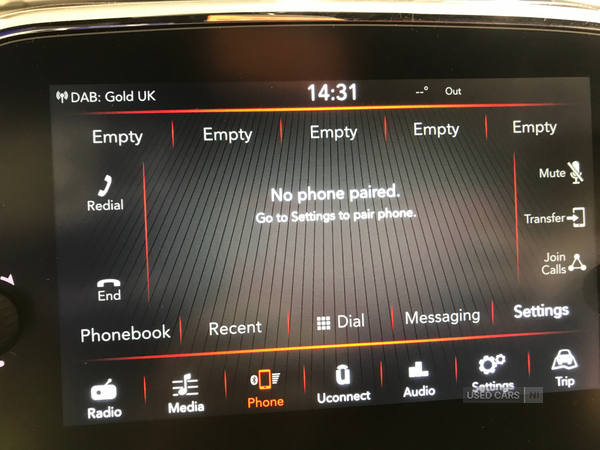 DAB: Gold UK 14:31 --° Out
Empty Empty Empty Empty Empty
Redial
No phone paired.
Go to Settings to pair phone.
Mute
Transfer
Join
Calls
End
Phonebook Recent Dial Messaging Settings
Radio Media Phone Uconnect Audio Settings Trip
USED CARS NI